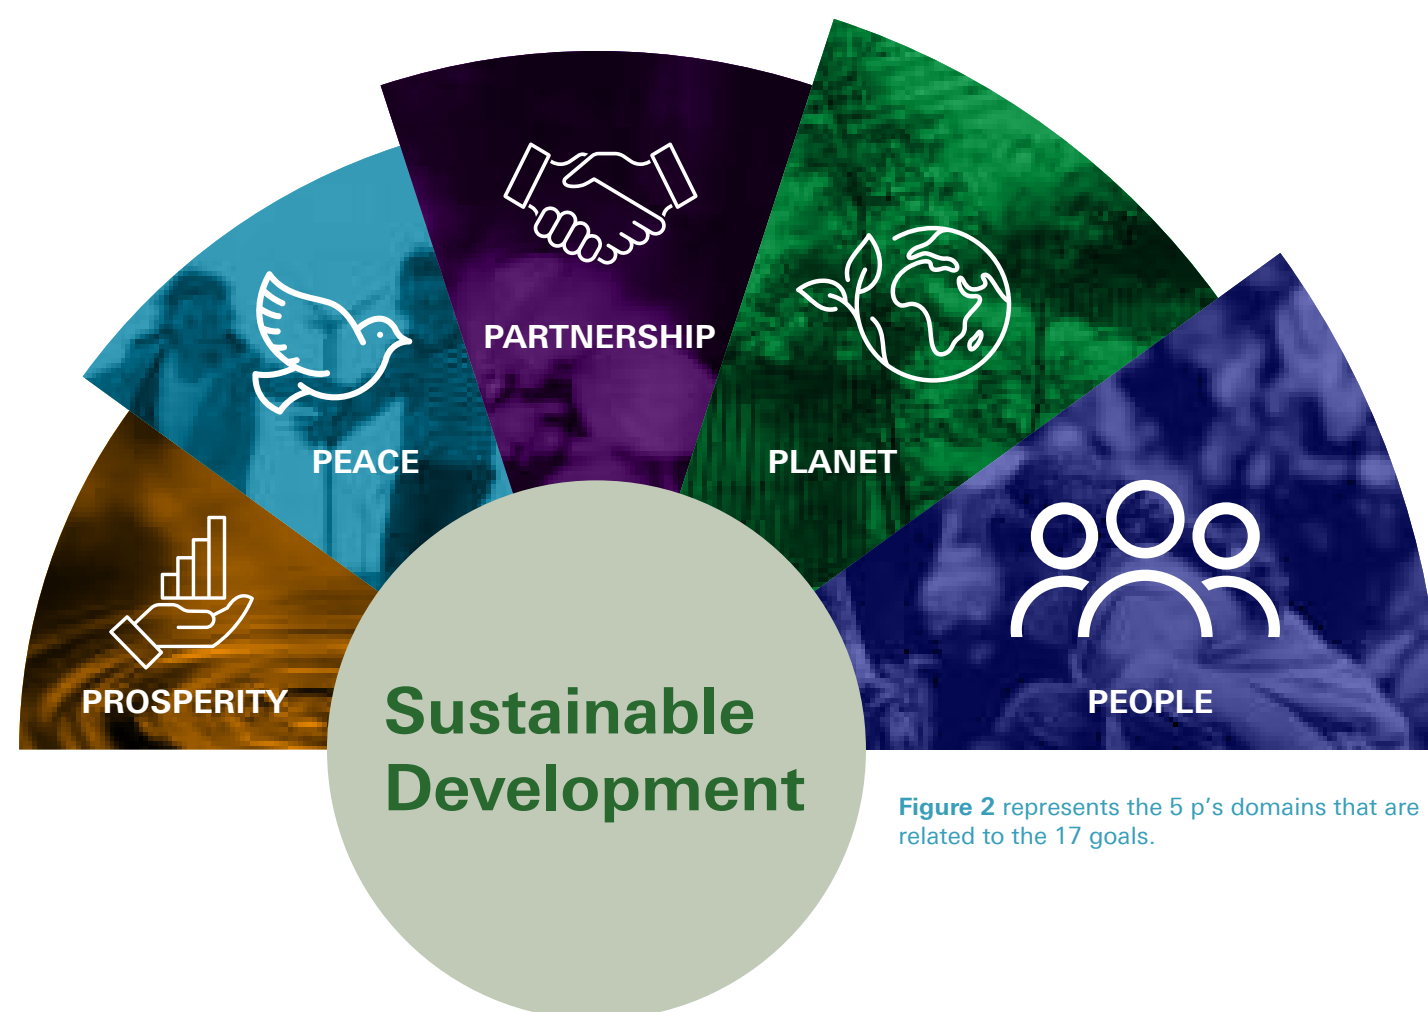 PARTNERSHIP
PEACE
PLANET
PROSPERITY
PEOPLE
Sustainable
Development
Figure 2 represents the 5 p's domains that are
related to the 17 goals.